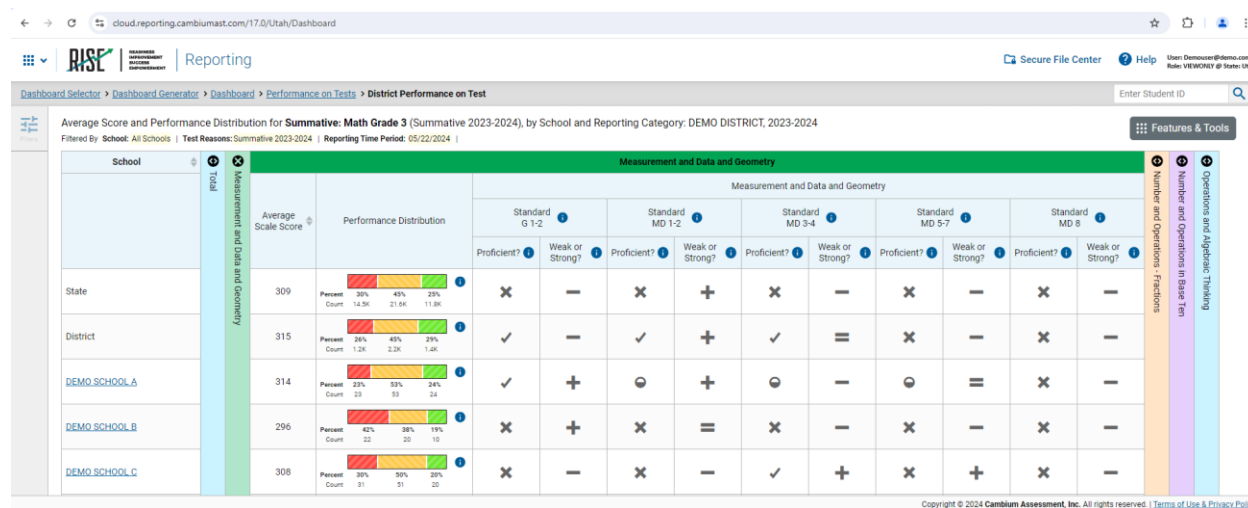 cloud.reporting.cambiumast.com/17.0/Utah/Dashboard
RISE
READINESS
IMPROVEMENT
SUCCESS
EMPOWERMENT
Reporting
Secure File Center
Help
User: Demouser@demo.com
Role: VIEWONLY @ State: Ut
Dashboard Selector > Dashboard Generator > Dashboard > Performance on Tests > District Performance on Test
Enter Student ID
Filters
Average Score and Performance Distribution for Summative: Math Grade 3 (Summative 2023-2024), by School and Reporting Category: DEMO DISTRICT, 2023-2024
Filtered By School: All Schools | Test Reasons: Summative 2023-2024 | Reporting Time Period: 05/22/2024 |
Features & Tools
School
Total
Measurement and Data and Geometry
Measurement and Data and Geometry
Number and Operations - Fractions
Number and Operations in Base Ten
Operations and Algebraic Thinking
Average
Scale Score
Performance Distribution
Measurement and Data and Geometry
Standard
G 1-2
Standard
MD 1-2
Standard
MD 3-4
Standard
MD 5-7
Standard
MD 8
Proficient? Weak or Strong? Proficient? Weak or Strong? Proficient? Weak or Strong? Proficient? Weak or Strong? Proficient? Weak or Strong?
State 309
Percent 30% 45% 25%
Count 14.5K 21.6K 11.8K
District 315
Percent 26% 45% 29%
Count 1.2K 2.2K 1.4K
DEMO SCHOOL A 314
Percent 23% 53% 24%
Count 23 53 24
DEMO SCHOOL B 296
Percent 42% 38% 19%
Count 22 20 10
DEMO SCHOOL C 308
Percent 30% 50% 20%
Count 31 51 20
Copyright © 2024 Cambium Assessment, Inc. All rights reserved. | Terms of Use & Privacy Poli